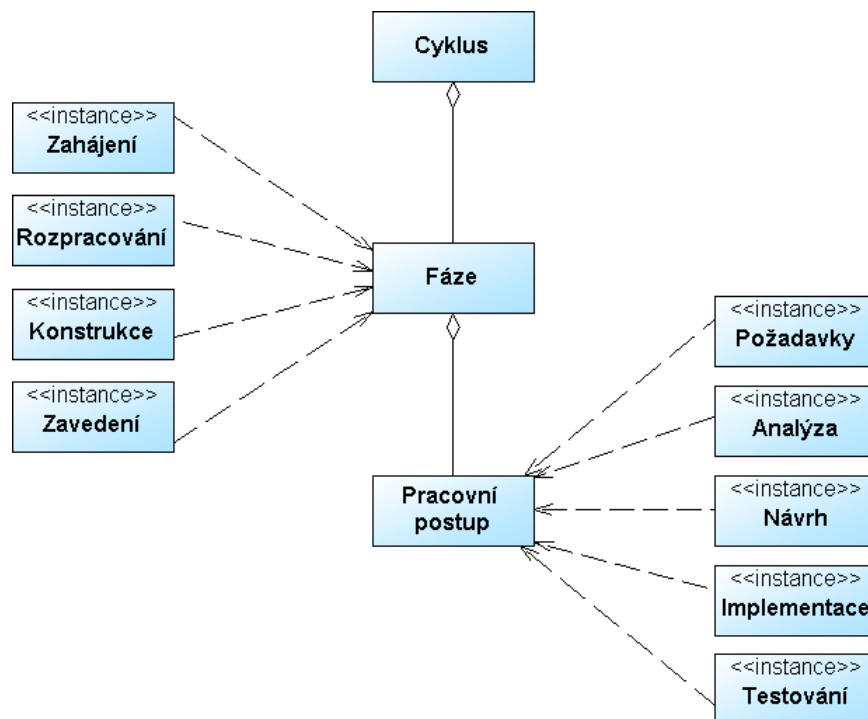 Cyklus
<<instance>>
Zahájení
<<instance>>
Rozpracování
<<instance>>
Konstrukce
<<instance>>
Zavedení
Fáze
Pracovní
postup
<<instance>>
Požadavky
<<instance>>
Analýza
<<instance>>
Návrh
<<instance>>
Implementace
<<instance>>
Testování